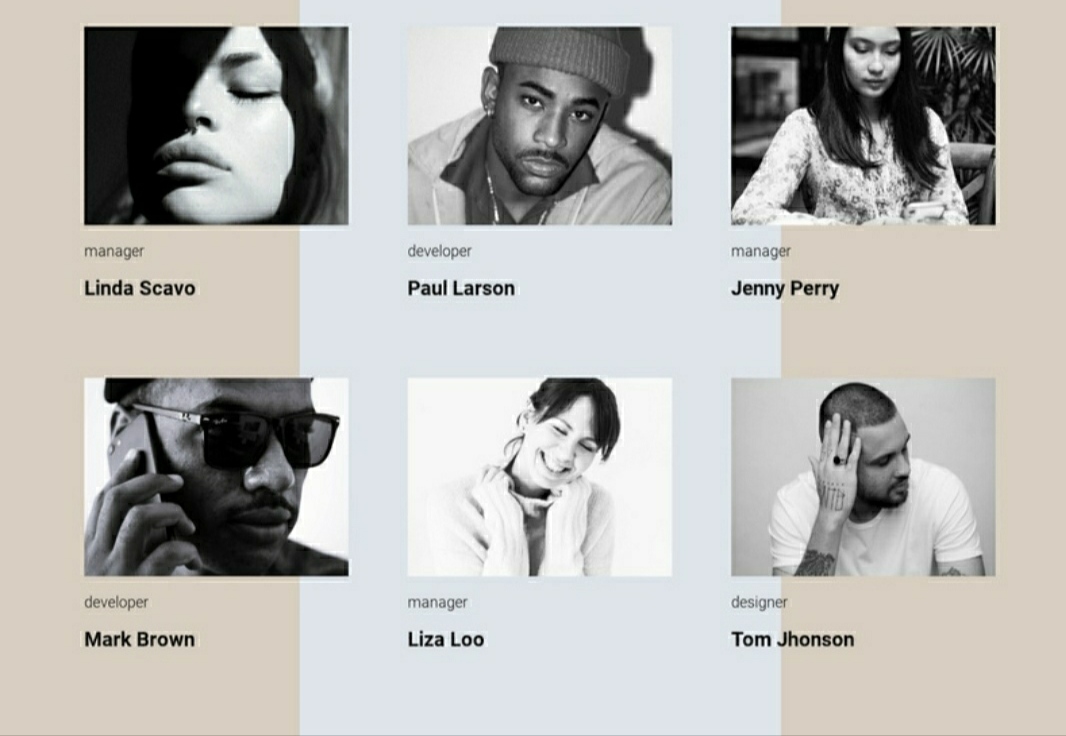 manager
Linda Scavo
developer
Paul Larson
manager
Jenny Perry
developer
Mark Brown
manager
Liza Loo
designer
Tom Jhonson